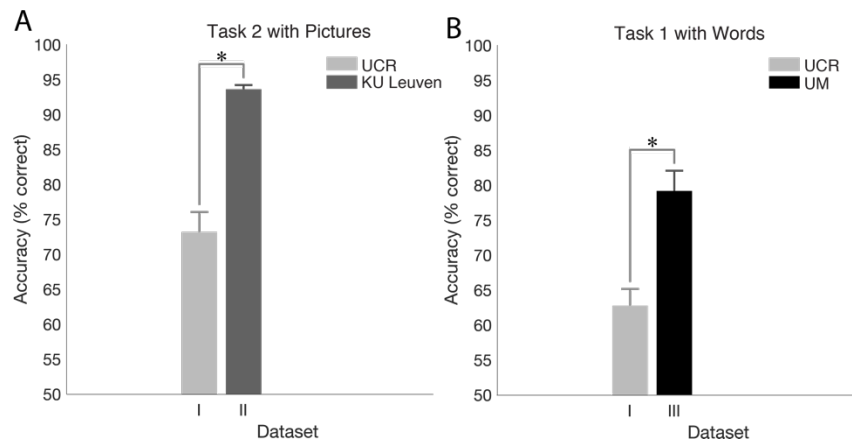 A
Task 2 with Pictures
100
95
90
85
80
75
70
65
60
55
50
Accuracy (% correct)
*
UCR
KU Leuven
I
II
Dataset
B
Task 1 with Words
100
95
90
85
80
75
70
65
60
55
50
Accuracy (% correct)
*
UCR
UM
I
III
Dataset